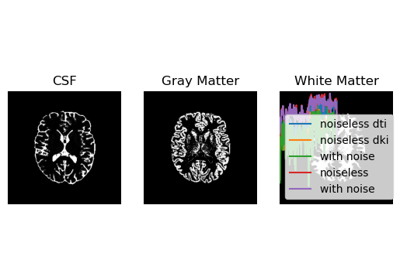 CSF
Gray Matter
White Matter
noiseless dti
noiseless dki
with noise
noiseless
with noise